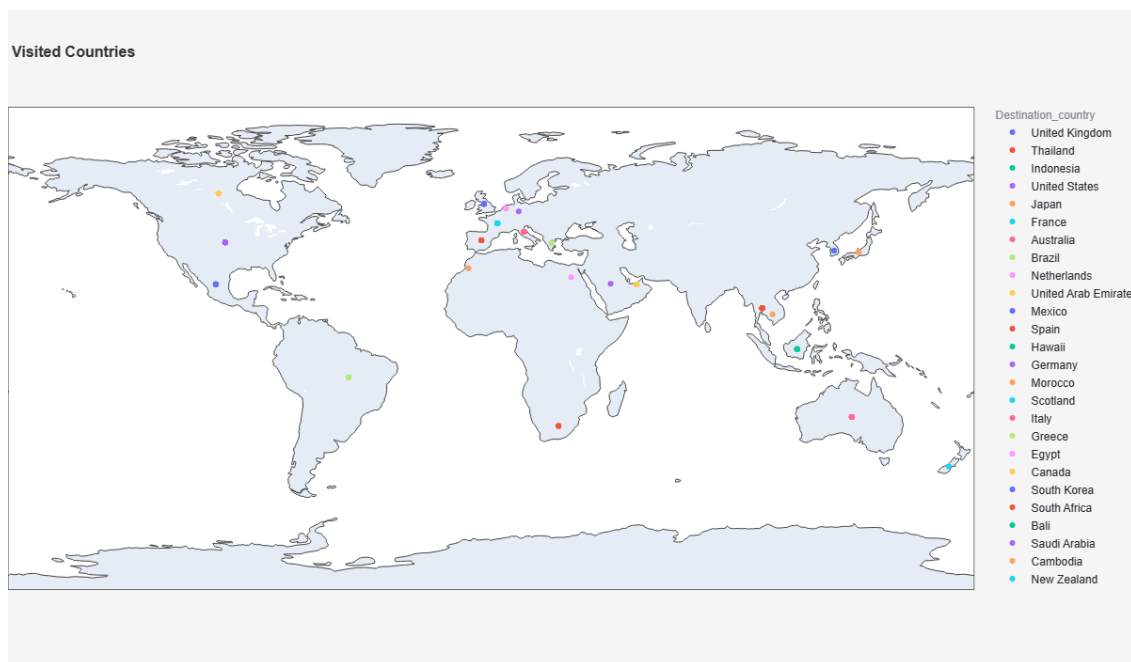 Visited Countries
Destination_country
United Kingdom
Thailand
Indonesia
United States
Japan
France
Australia
Brazil
Netherlands
United Arab Emirate
Mexico
Spain
Hawaii
Germany
Morocco
Scotland
Italy
Greece
Egypt
Canada
South Korea
South Africa
Bali
Saudi Arabia
Cambodia
New Zealand